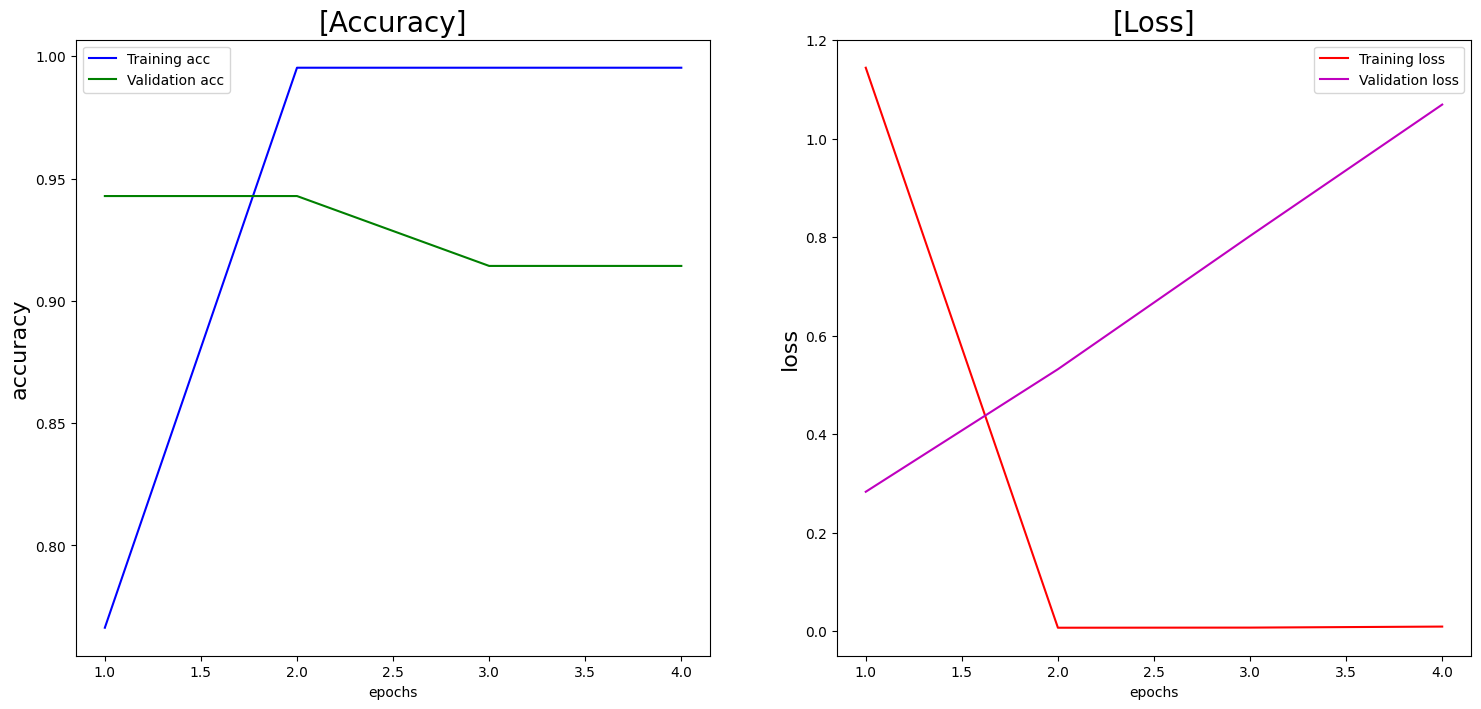 [Accuracy]
Training acc
Validation acc
accuracy
1.00
0.95
0.90
0.85
0.80
1.0 1.5 2.0 2.5 3.0 3.5 4.0
epochs
[Loss]
Training loss
Validation loss
loss
1.2
1.0
0.8
0.6
0.4
0.2
0.0
1.0 1.5 2.0 2.5 3.0 3.5 4.0
epochs